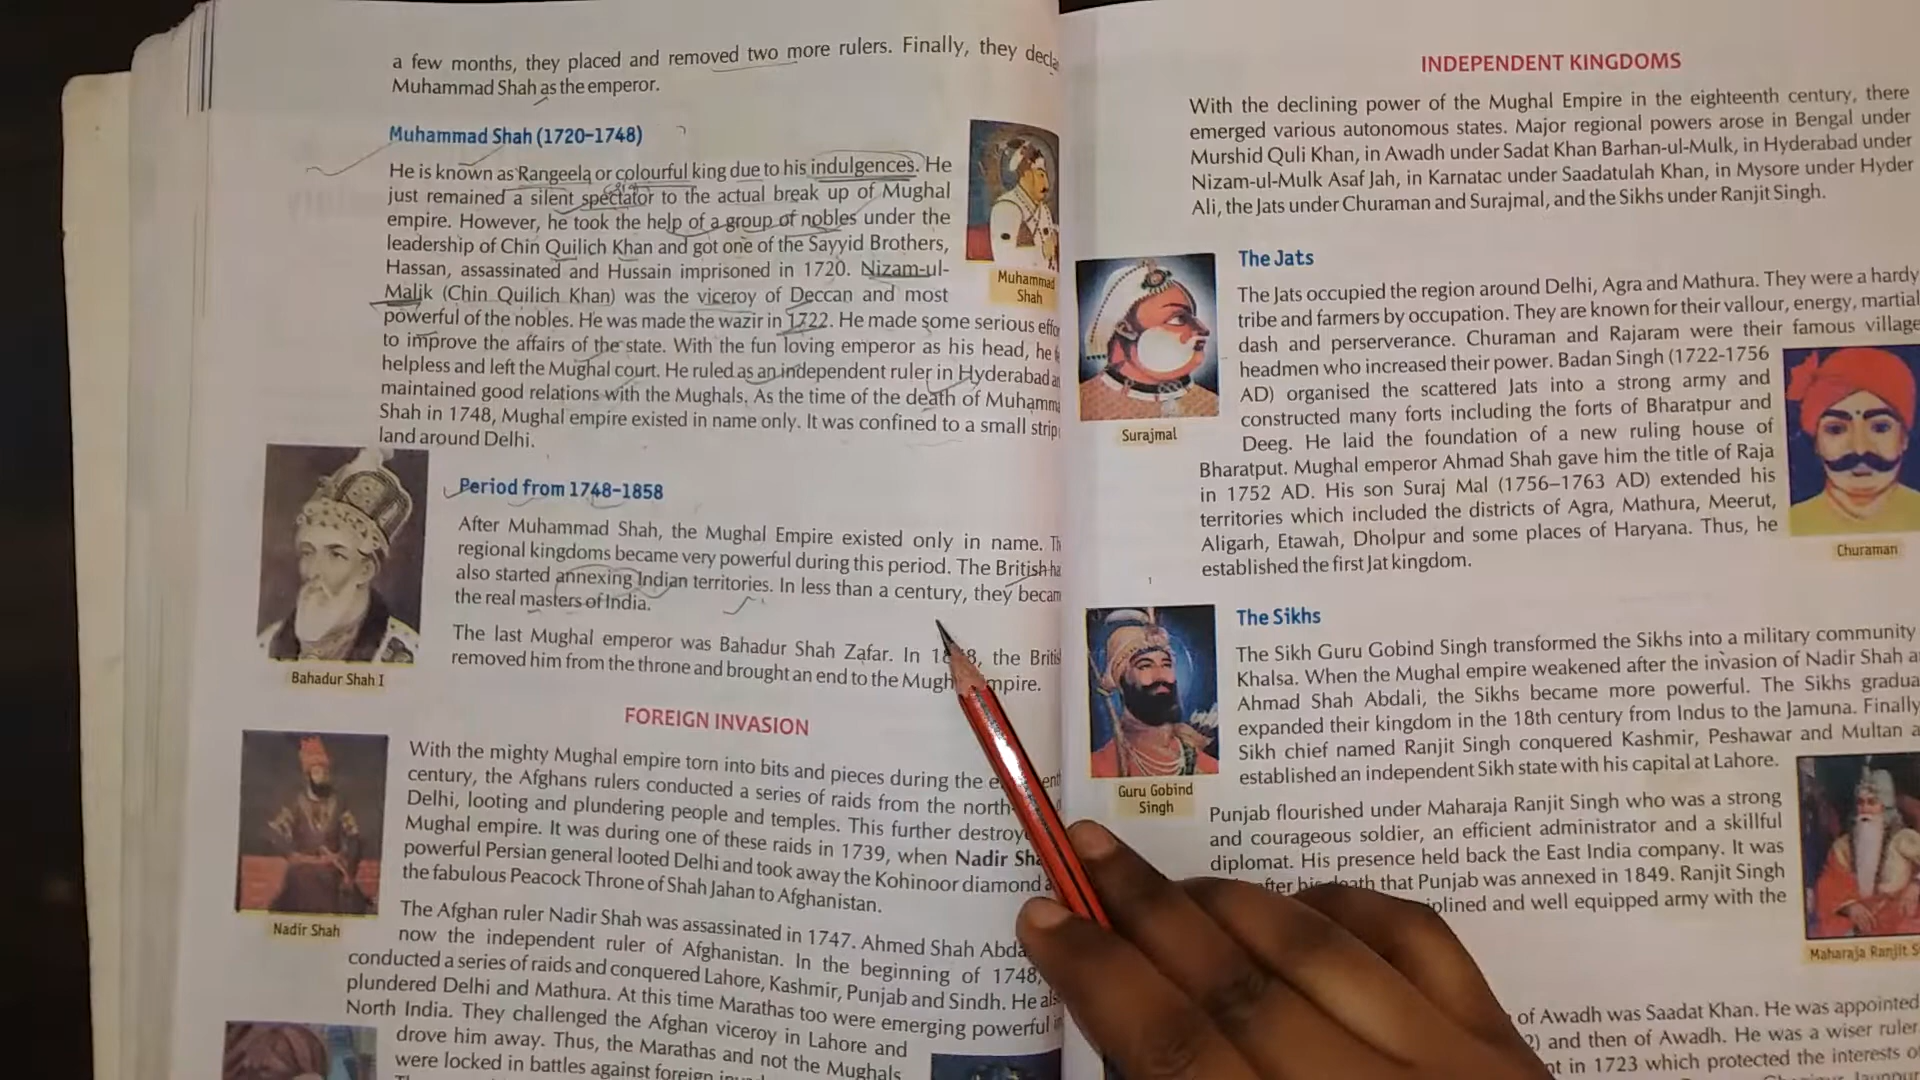 a few months, they placed and removed two more rulers. Finally, they
Muhammad Shah as the emperor.
Muhammad Shah (1720–1748)
He is known as Rangeela or colourful king due to his indulgences. He
just remained a silent spectator to the actual break up of Mughal
empire. However, he took the help of a group of nobles under the
leadership of Chin Quilich Khan and got one of the Sayyid Brothers,
Hassan, assassinated and Hussain imprisoned in 1720. Nizam-ul-
Malik (Chin Quilich Khan) was the viceroy of Deccan and most
powerful of the nobles. He was made the wazir in 1722. He made some serious
to improve the affairs of the state. With the fun loving emperor as his head, he
helpless and left the Mughal court. He ruled as an independent ruler in Hyderabad
maintained good relations with the Mughals. As the time of the death of
Shah in 1748, Mughal empire existed in name only. It was confined to a small strip
land around Delhi.
Muhammad
Shah
Period from 1748–1858
After Muhammad Shah, the Mughal Empire existed only in name.
regional kingdoms became very powerful during this period. The British
also started annexing Indian territories. In less than a century, they
the real masters of India.
The last Mughal emperor was Bahadur Shah Zafar. In the
removed him from the throne and brought an end to the
Bahadur Shah I
FOREIGN INVASION
With the mighty Mughal empire torn into bits and pieces during the
century, the Afghans rulers conducted a series of raids from the
Delhi, looting and plundering people and temples. This further
Mughal empire. It was during one of these raids in 1739, when Nadir
powerful Persian general looted Delhi and took away the Kohinoor diamond
the fabulous Peacock Throne of Shah Jahan to Afghanistan.
Nadir Shah
The Afghan ruler Nadir Shah was assassinated in 1747. Ahmed Shah
now the independent ruler of Afghanistan. In the beginning of 1748,
conducted a series of raids and conquered Lahore, Kashmir, Punjab and Sindh. He
plundered Delhi and Mathura. At this time Marathas too were emerging powerful
North India. They challenged the Afghan viceroy in Lahore and
drove him away. Thus, the Marathas and not the Mughals
were locked in battles against foreign
INDEPENDENT KINGDOMS
With the declining power of the Mughal Empire in the eighteenth century, there
emerged various autonomous states. Major regional powers arose in Bengal under
Murshid Quli Khan, in Awadh under Sadat Khan Barhan-ul-Mulk, in Hyderabad under
Nizam-ul-Mulk Asaf Jah, in Karnatac under Saadatulah Khan, in Mysore under Hyder
Ali, the Jats under Churaman and Surajmal, and the Sikhs under Ranjit Singh.
The Jats
The Jats occupied the region around Delhi, Agra and Mathura. They were a hardy
tribe and farmers by occupation. They are known for their vallour, energy, martial
dash and perserverance. Churaman and Rajaram were their famous village
headmen who increased their power. Badan Singh (1722-1756
AD) organised the scattered Jats into a strong army and
constructed many forts including the forts of Bharatpur and
Deeg. He laid the foundation of a new ruling house of
Bharatput. Mughal emperor Ahmad Shah gave him the title of Raja
in 1752 AD. His son Suraj Mal (1756–1763 AD) extended his
territories which included the districts of Agra, Mathura, Meerut,
Aligarh, Etawah, Dholpur and some places of Haryana. Thus, he
established the first Jat kingdom.
Surajmal
Churaman
The Sikhs
The Sikh Guru Gobind Singh transformed the Sikhs into a military community
Khalsa. When the Mughal empire weakened after the invasion of Nadir Shah
Ahmad Shah Abdali, the Sikhs became more powerful. The Sikhs
expanded their kingdom in the 18th century from Indus to the Jamuna. Finally
Sikh chief named Ranjit Singh conquered Kashmir, Peshawar and Multan
established an independent Sikh state with his capital at Lahore.
Guru Gobind
Singh
Punjab flourished under Maharaja Ranjit Singh who was a strong
and courageous soldier, an efficient administrator and a skillful
diplomat. His presence held back the East India company. It was
after his death that Punjab was annexed in 1849. Ranjit Singh
and well equipped army with the
Maharaja Ranjit
of Awadh was Saadat Khan. He was appointed
and then of Awadh. He was a wiser ruler
in 1723 which protected the interests